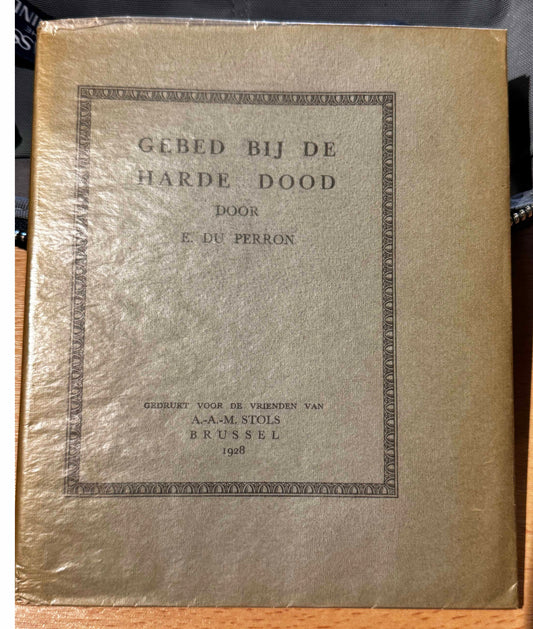 GEBED BIJ DE
HARDE DOOD
DOOR
E. DU PERRON
GEDRUKT VOOR DE VRIENDEN VAN
A.-A.-M. STOLS
BRUSSEL
1928